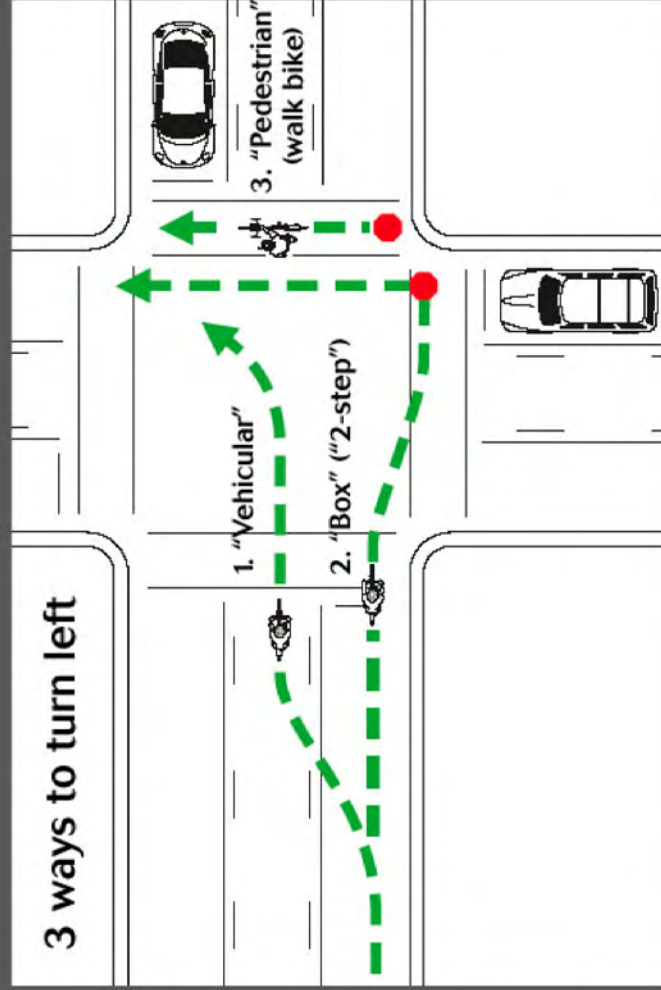 3 ways to turn left
1. “Vehicular”
2. “Box” (“2-step”)
3. “Pedestrian”
(walk bike)